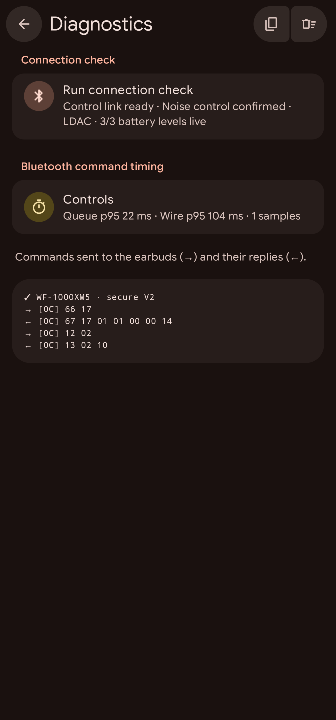 Diagnostics
Connection check
Run connection check
Control link ready · Noise control confirmed ·
LDAC · 3/3 battery levels live
Bluetooth command timing
Controls
Queue p95 22 ms · Wire p95 104 ms · 1 samples
Commands sent to the earbuds (→) and their replies (←).
✓ WF-1000XM5 · secure V2
→ [0C] 66 17
← [0C] 67 17 01 01 00 00 14
→ [0C] 12 02
← [0C] 13 02 10